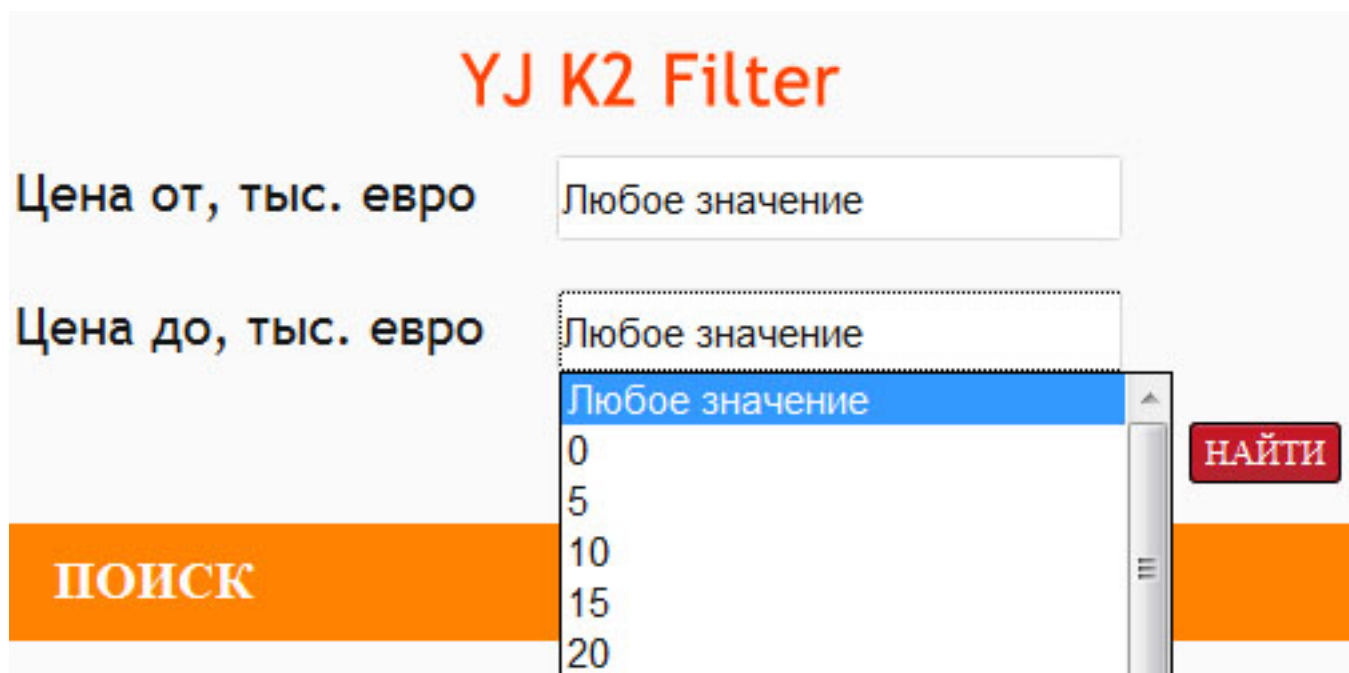 YJ K2 Filter
Цена от, тыс. евро Любое значение
Цена до, тыс. евро Любое значение
Любое значение
0
НАЙТИ
5
10
ПОИСК
15
20